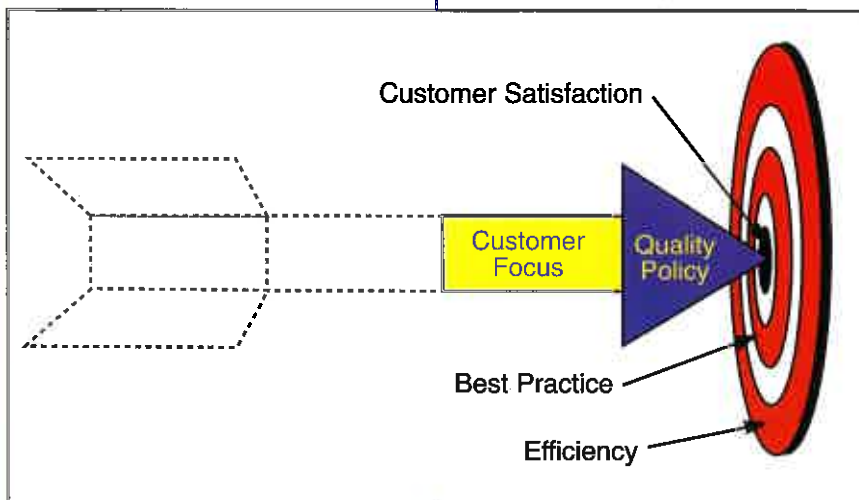 Customer Satisfaction
Customer
Focus
Quality
Policy
Best Practice
Efficiency